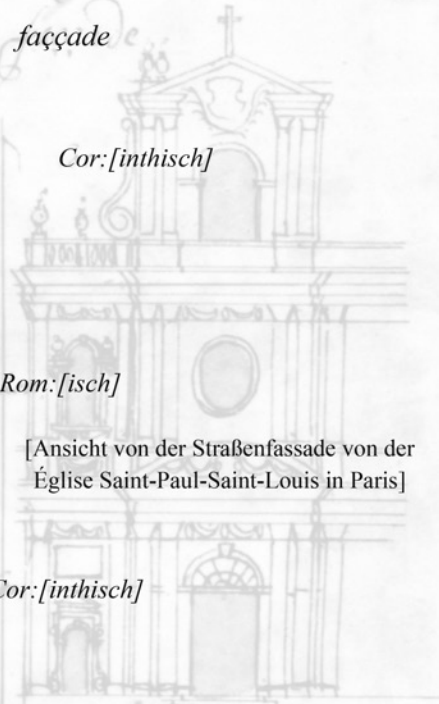 faççade
Cor:[inthisch]
Rom:[isch]
[Ansicht von der Straßenfassade von der
Église Saint-Paul-Saint-Louis in Paris]
Cor:[inthisch]